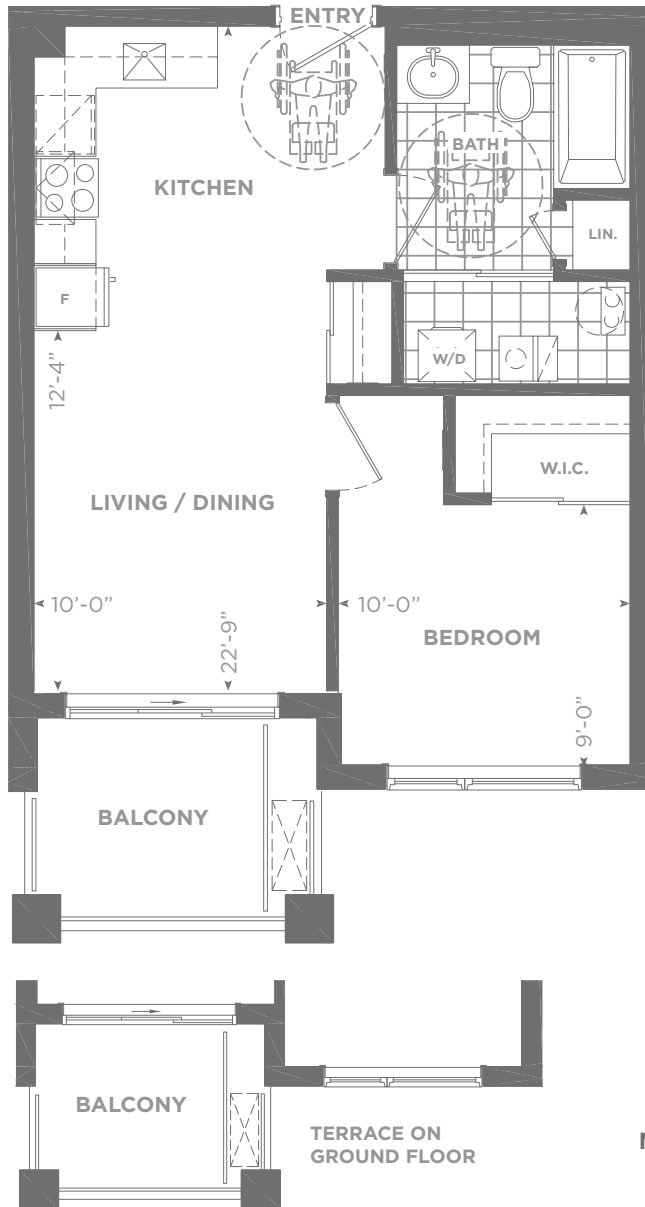 ENTRY
BATH
KITCHEN
LIN.
F
W/D
12'-4”
W.I.C.
LIVING / DINING
10'-0”
10'-0”
BEDROOM
22'-9”
9'-0”
BALCONY
BALCONY
TERRACE ON
GROUND FLOOR